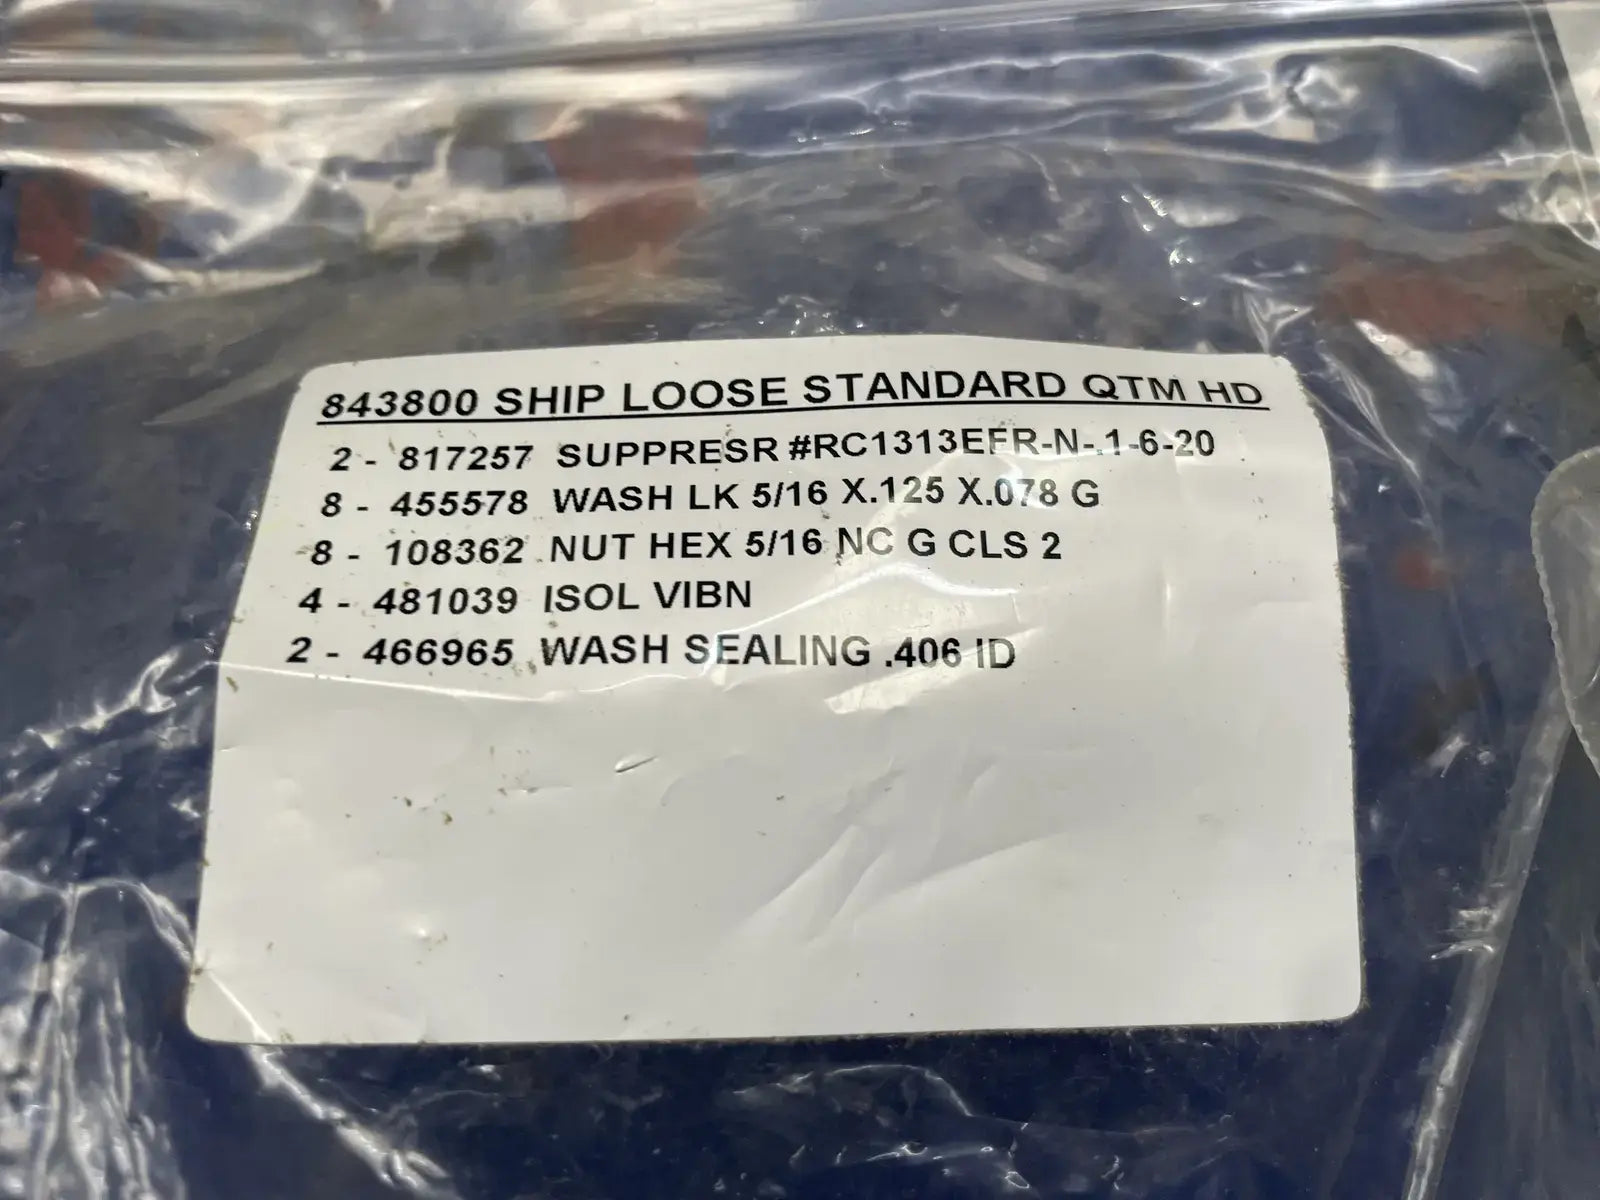 843800 SHIP LOOSE STANDARD QTM HD
2 - 817257 SUPPRESR #RC1313EFR-N-.1-6-20
8 - 455578 WASH LK 5/16 X.125 X.078 G
8 - 108362 NUT HEX 5/16 NC G CLS 2
4 - 481039 ISOL VIBN
2 - 466965 WASH SEALING .406 ID